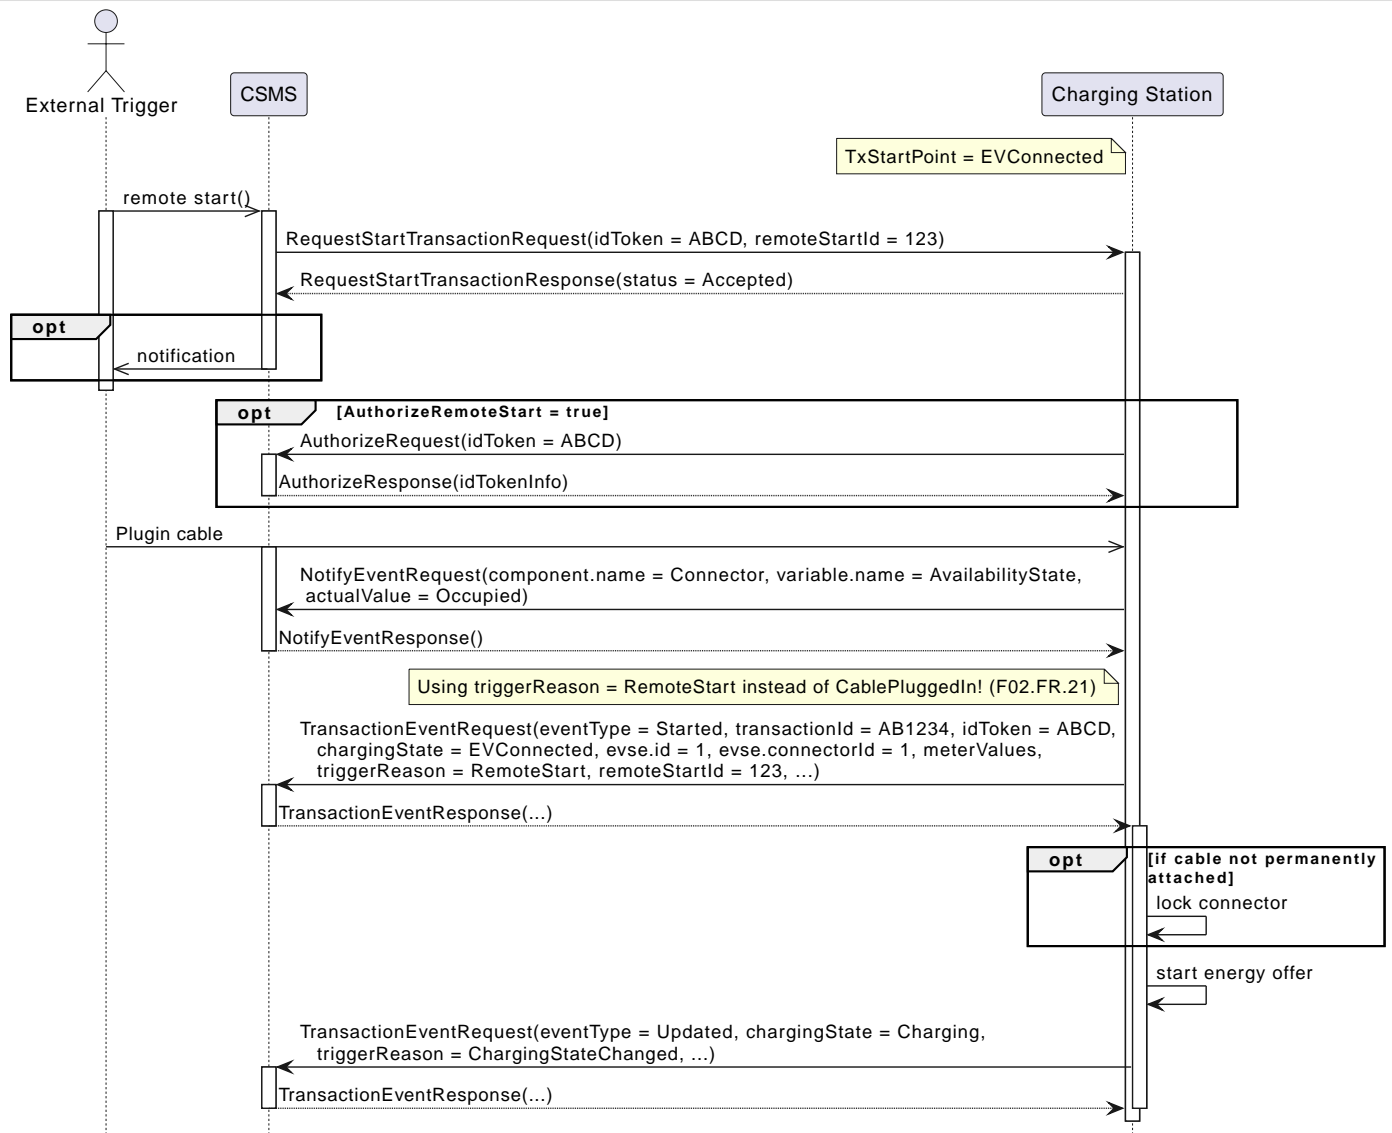 External Trigger
CSMS
Charging Station
TxStartPoint = EVConnected
remote start()
RequestStartTransactionRequest(idToken = ABCD, remoteStartId = 123)
RequestStartTransactionResponse(status = Accepted)
opt
notification
opt [AuthorizeRemoteStart = true]
AuthorizeRequest(idToken = ABCD)
AuthorizeResponse(idTokenInfo)
Plugin cable
NotifyEventRequest(component.name = Connector, variable.name = AvailabilityState,
actualValue = Occupied)
NotifyEventResponse()
Using triggerReason = RemoteStart instead of CablePluggedIn! (F02.FR.21)
TransactionEventRequest(eventType = Started, transactionId = AB1234, idToken = ABCD,
chargingState = EVConnected, evse.id = 1, evse.connectorId = 1, meterValues,
triggerReason = RemoteStart, remoteStartId = 123, ...)
TransactionEventResponse(...)
opt [if cable not permanently
attached]
lock connector
start energy offer
TransactionEventRequest(eventType = Updated, chargingState = Charging,
triggerReason = ChargingStateChanged, ...)
TransactionEventResponse(...)